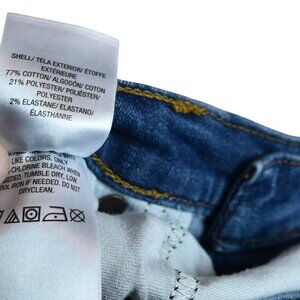 SHELL/ TELA EXTERIOR/ ÉTOFFE
EXTÉRIEURE
77% COTTON/ ALGODÓN/ COTON
21% POLYESTER/ POLIÉSTER/
POLYESTER
2% ELASTANE/ ELASTANO/
ÉLASTHANNE
LIKE COLORS, ONLY
-CHLORINE BLEACH WHEN
NEEDED, TUMBLE DRY, LOW
OOL IRON IF NEEDED. DO NOT
DRYCLEAN.